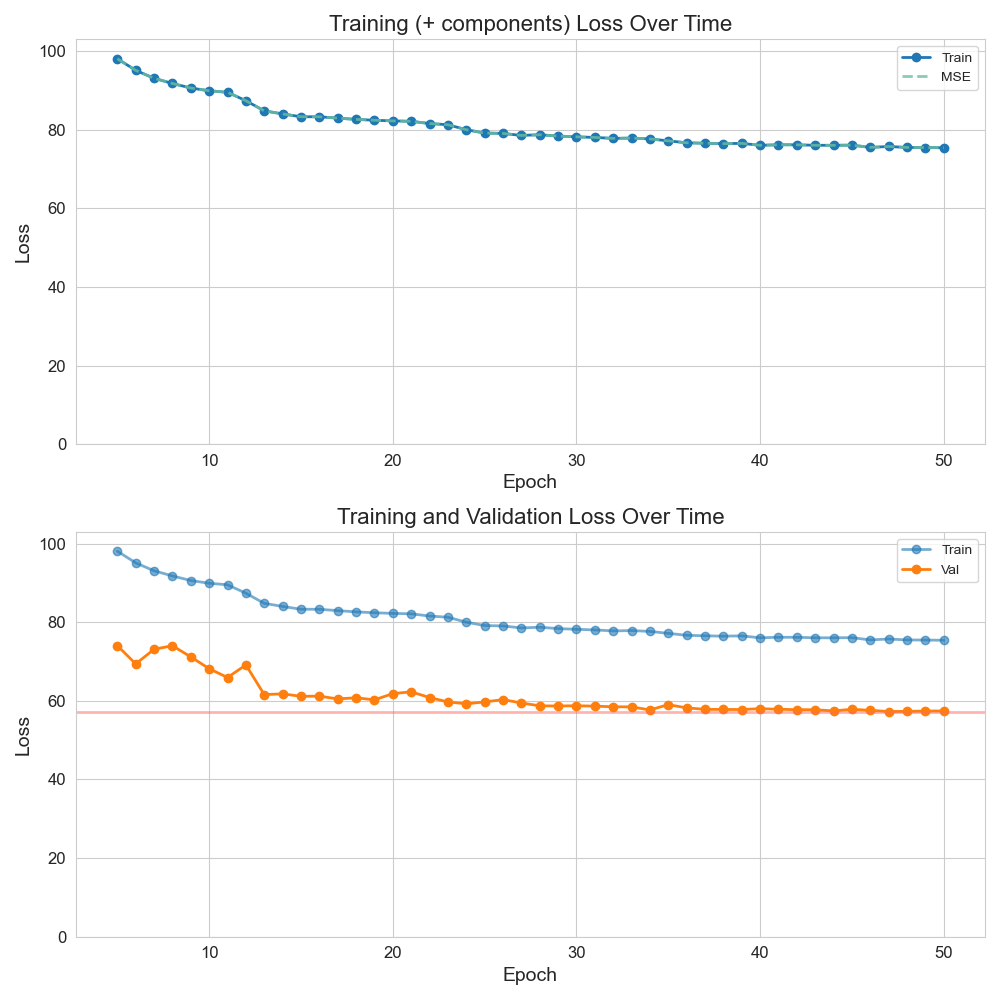 Training (+ components) Loss Over Time
100
80
60
40
20
0
Loss
Train
MSE
10 20 30 40 50
Epoch
Training and Validation Loss Over Time
100
80
60
40
20
0
Loss
Train
Val
10 20 30 40 50
Epoch